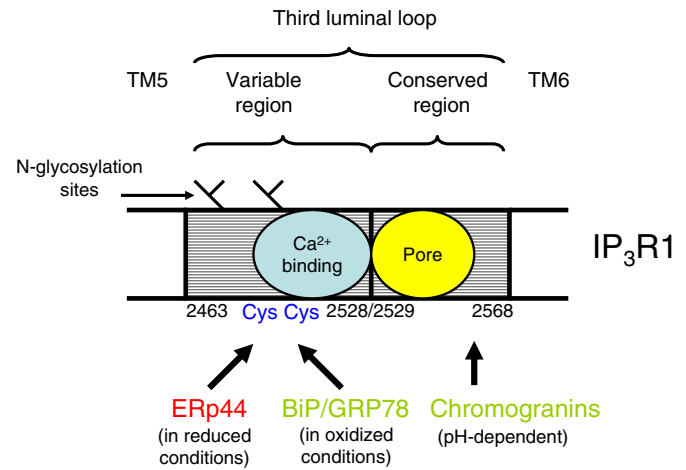 Third luminal loop
TM5
Variable
region
Conserved
region
TM6
N-glycosylation
sites
Ca²⁺
binding
Pore
IP₃R1
2463
Cys Cys
2528/2529
2568
ERp44
(in reduced
conditions)
BiP/GRP78
(in oxidized
conditions)
Chromogranins
(pH-dependent)